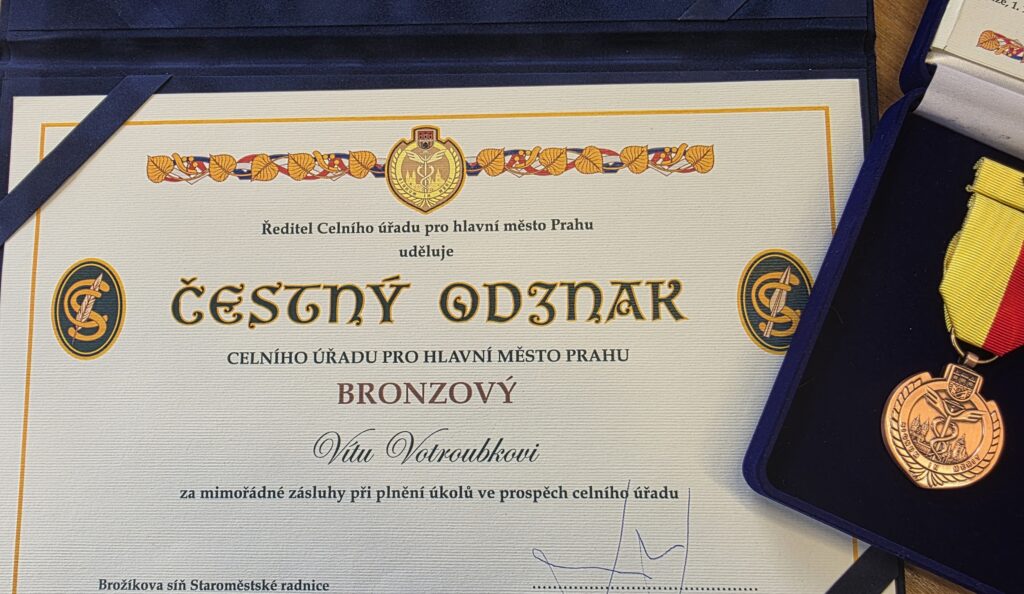 Ředitel Celního úřadu pro hlavní město Prahu
uděluje
ČESTNÝ ODZNAK
CELNÍHO ÚŘADU PRO HLAVNÍ MĚSTO PRAHU
BRONZOVÝ
Vítu Votroubkovi
za mimořádné zásluhy při plnění úkolů ve prospěch celního úřadu
Brožíkova síň Staroměstské radnice